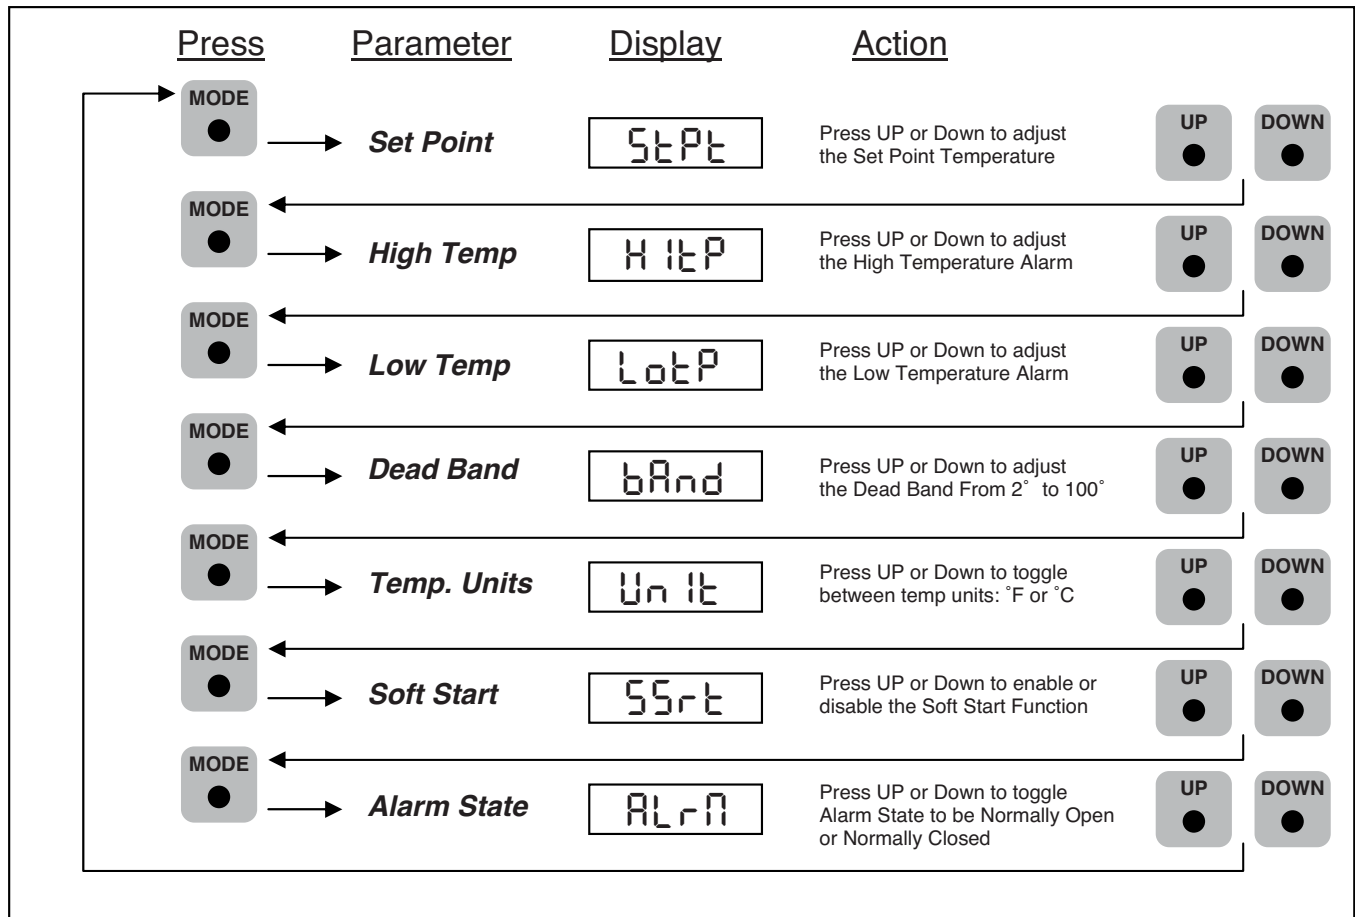 Press Parameter Display Action
MODE
Set Point StPt Press UP or Down to adjust
the Set Point Temperature
UP DOWN
MODE
High Temp HItP Press UP or Down to adjust
the High Temperature Alarm
UP DOWN
MODE
Low Temp LotP Press UP or Down to adjust
the Low Temperature Alarm
UP DOWN
MODE
Dead Band bAnd Press UP or Down to adjust
the Dead Band From 2˚ to 100˚
UP DOWN
MODE
Temp. Units UnIt Press UP or Down to toggle
between temp units: ˚F or ˚C
UP DOWN
MODE
Soft Start SSrt Press UP or Down to enable or
disable the Soft Start Function
UP DOWN
MODE
Alarm State ALrM Press UP or Down to toggle
Alarm State to be Normally Open
or Normally Closed
UP DOWN